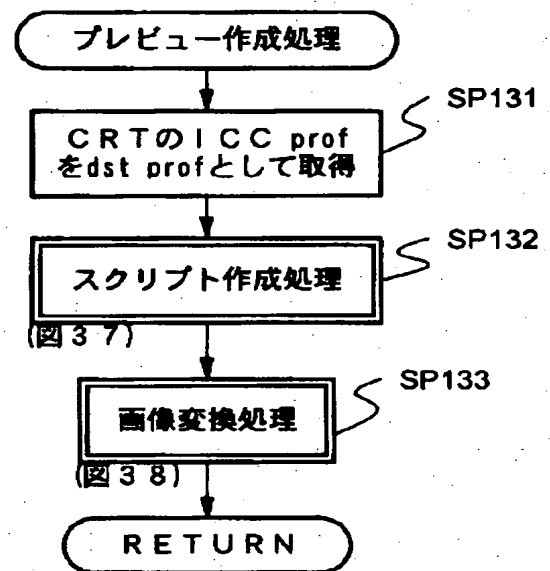 プレビュー作成処理
SP131
CRTのICC prof
をdst profとして取得
SP132
スクリプト作成処理
(図37)
SP133
画像変換処理
(図38)
RETURN